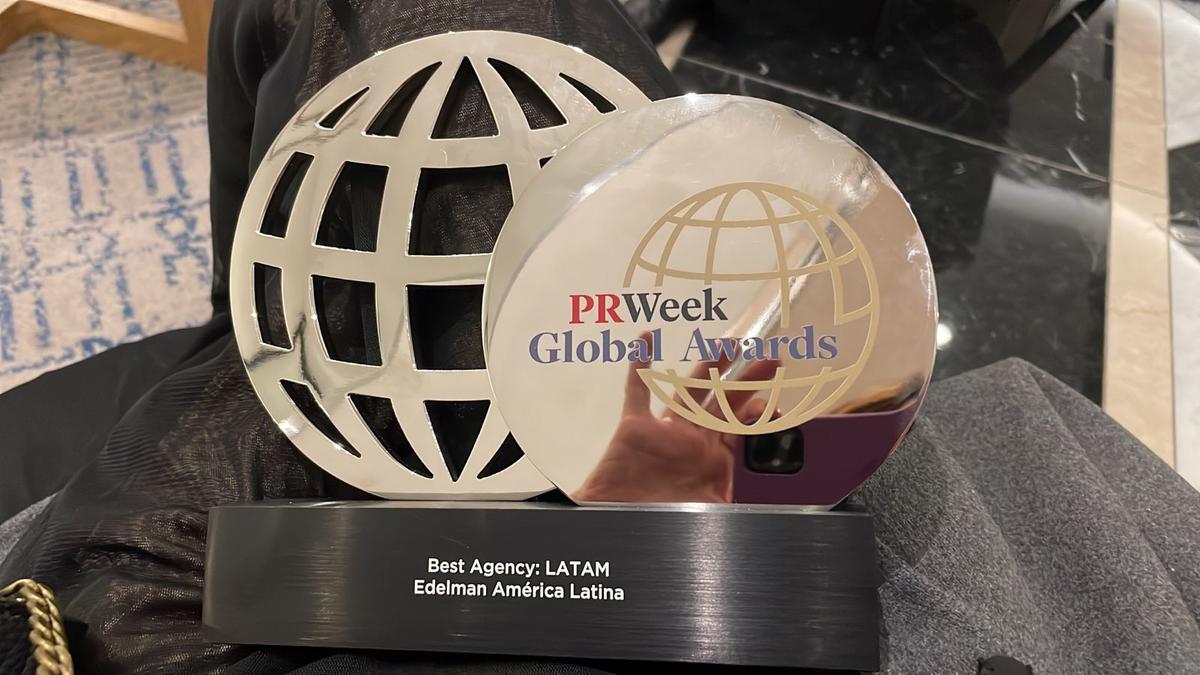 PRWeek
Global Awards
Best Agency: LATAM
Edelman América Latina